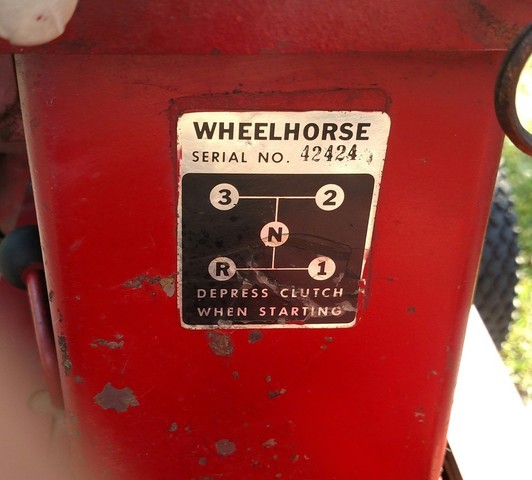 WHEELHORSE
SERIAL NO. 42424
3 2
N
R 1
DEPRESS CLUTCH
WHEN STARTING